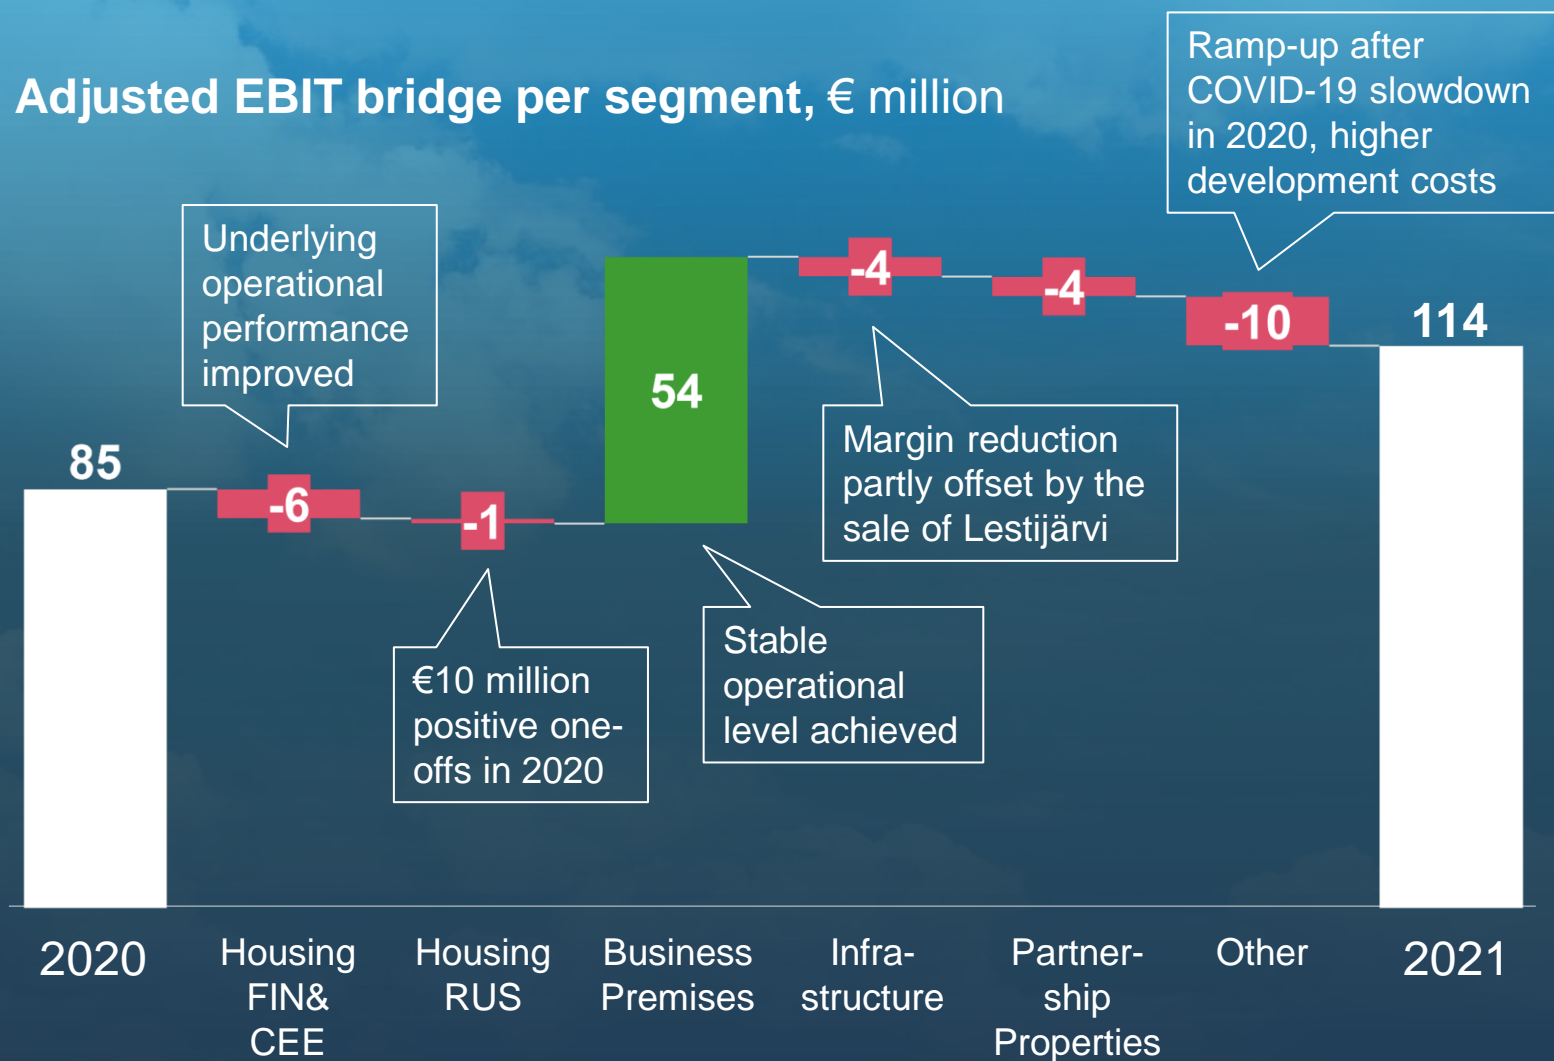 Adjusted EBIT bridge per segment, € million
Ramp-up after
COVID-19 slowdown
in 2020, higher
development costs
Underlying
operational
performance
improved
85
-6
-1
54
-4
-4
-10
114
Margin reduction
partly offset by the
sale of Lestijärvi
€10 million
positive one-
offs in 2020
Stable
operational
level achieved
2020
Housing
FIN&
CEE
Housing
RUS
Business
Premises
Infra-
structure
Partner-
ship
Properties
Other
2021